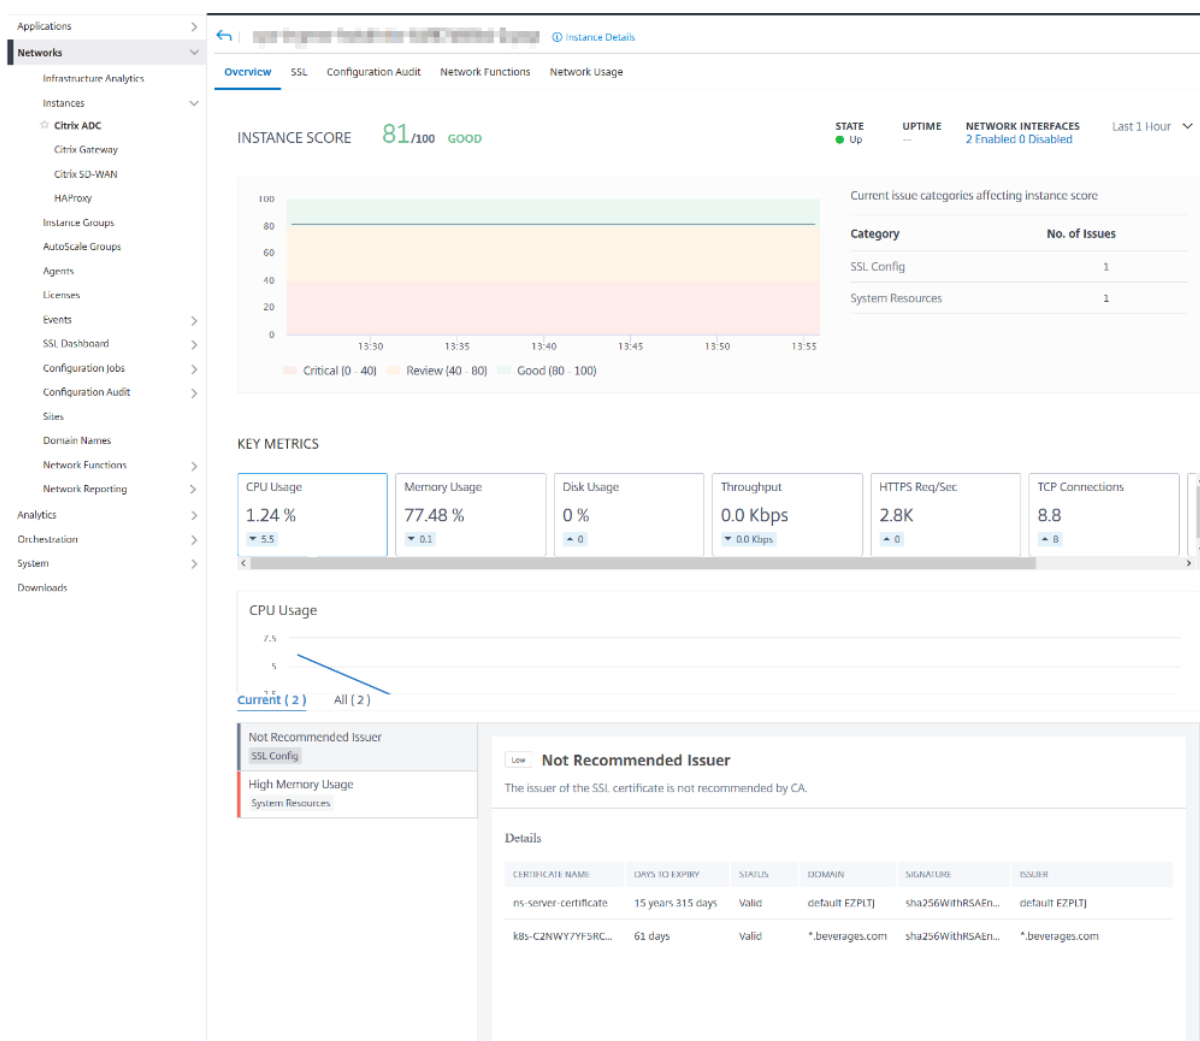 Applications
Networks
Infrastructure Analytics
Instances
Citrix ADC
Citrix Gateway
Citrix SD-WAN
HAProxy
Instance Groups
AutoScale Groups
Agents
Licenses
Events
SSL Dashboard
Configuration Jobs
Configuration Audit
Sites
Domain Names
Network Functions
Network Reporting
Analytics
Orchestration
System
Downloads
Instance Details
Overview SSL Configuration Audit Network Functions Network Usage
INSTANCE SCORE 81/100 GOOD
STATE UPTIME NETWORK INTERFACES Last 1 Hour
Up -- 2 Enabled 0 Disabled
100
80
60
40
20
0
13:30 13:35 13:40 13:45 13:50 13:55
Critical (0 - 40) Review (40 - 80) Good (80 - 100)
Current issue categories affecting instance score
Category No. of Issues
SSL Config 1
System Resources 1
KEY METRICS
CPU Usage Memory Usage Disk Usage Throughput HTTPS Req/Sec TCP Connections
1.24 % 77.48 % 0 % 0.0 Kbps 2.8K 8.8
5.5 0.1 0 0.0 Kbps 0 8
CPU Usage
7.5
5
Current ( 2 ) All ( 2 )
Not Recommended Issuer
SSL Config
High Memory Usage
System Resources
Low Not Recommended Issuer
The issuer of the SSL certificate is not recommended by CA.
Details
CERTIFICATE NAME DAYS TO EXPIRY STATUS DOMAIN SIGNATURE ISSUER
ns-server-certificate 15 years 315 days Valid default EZPLTJ sha256WithRSAEn... default EZPLTJ
k8s-C2NWY7YF5RC... 61 days Valid *.beverages.com sha256WithRSAEn... *.beverages.com